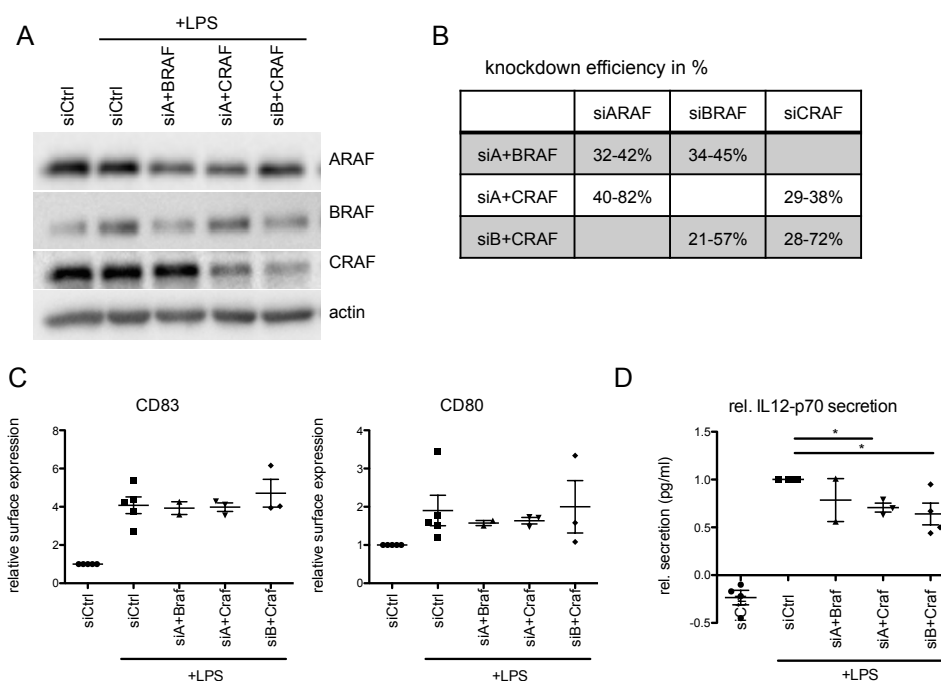 A
+LPS
siCtrl
siCtrl
siA+BRAF
siA+CRAF
siB+CRAF
ARAF
BRAF
CRAF
actin
B
knockdown efficiency in %
siARAF siBRAF siCRAF
siA+BRAF 32-42% 34-45%
siA+CRAF 40-82% 29-38%
siB+CRAF 21-57% 28-72%
C
CD83
relative surface expression
8
6
4
2
0
siCtrl
siCtrl
siA+Braf
siA+Craf
siB+Craf
+LPS
CD80
relative surface expression
4
3
2
1
0
siCtrl
siCtrl
siA+Braf
siA+Craf
siB+Craf
+LPS
D
rel. IL12-p70 secretion
rel. secretion (pg/ml)
1.5
1.0
0.5
0.0
-0.5
*
*
siCtrl
siA+Braf
siA+Craf
siB+Craf
+LPS